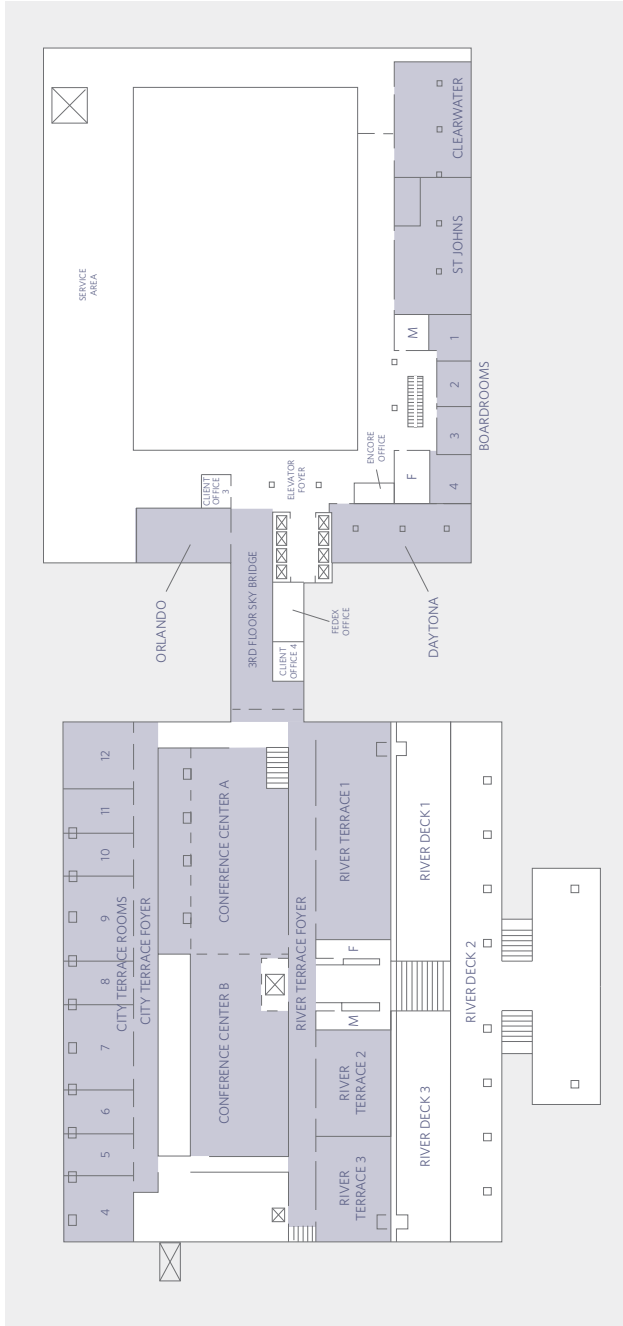 SERVICE
AREA
CLEARWATER
ST JOHNS
M
1
2
3
4
BOARDROOMS
F
ENCORE
OFFICE
ELEVATOR
FOYER
CLIENT
OFFICE
3
ORLANDO
3RD FLOOR SKY BRIDGE
FEDEX
OFFICE
CLIENT
OFFICE 4
DAYTONA
4
5
6
7
8
9
10
11
12
CITY TERRACE ROOMS
CITY TERRACE FOYER
CONFERENCE CENTER B
CONFERENCE CENTER A
RIVER TERRACE FOYER
RIVER
TERRACE 3
RIVER
TERRACE 2
M
F
RIVER TERRACE 1
RIVER DECK 3
RIVER DECK 1
RIVER DECK 2